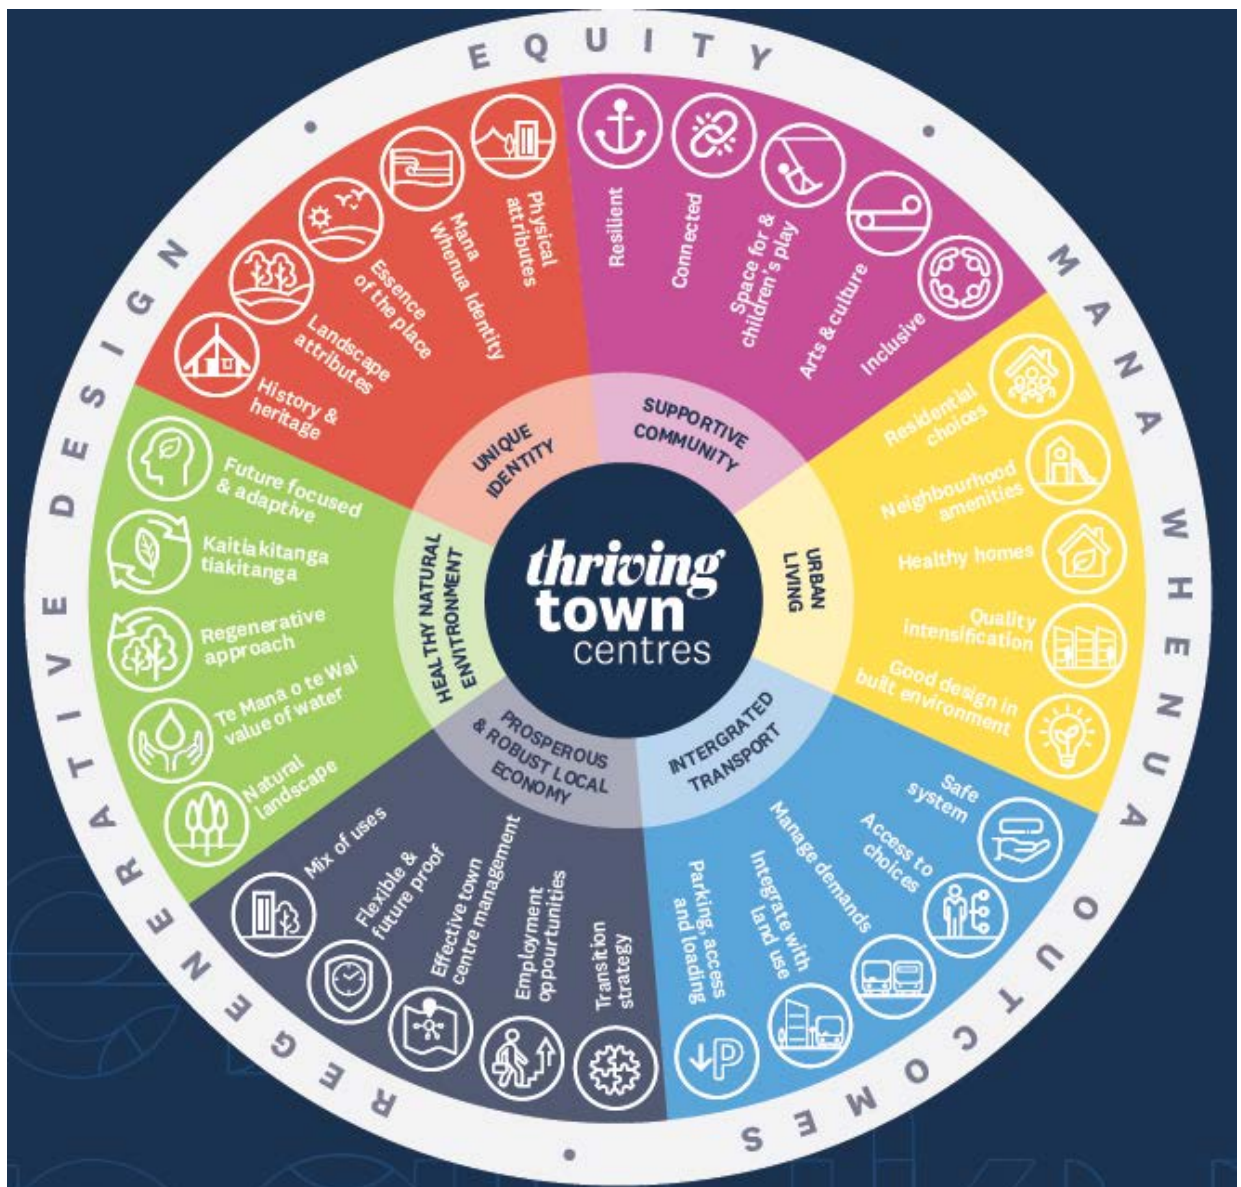 EQUITY
MANA WHENUA OUTCOMES
REGENERATIVE DESIGN
thriving
town
centres
SUPPORTIVE
COMMUNITY
Resilient
Connected
Space for &
children's play
Arts & culture
Inclusive
URBAN
LIVING
Residential
choices
Neighbourhood
amenities
Healthy homes
Quality
intensification
Good design in
built environment
INTERGRATED
TRANSPORT
Safe
system
Access to
choices
Manage demands
Integrate with
land use
Parking, access
and loading
P
PROSPEROUS
& ROBUST LOCAL
ECONOMY
Transition
strategy
Employment
oppourtunities
Effective town
centre management
Flexible &
future proof
Mix of uses
HEALTHY NATURAL
ENVITRONMENT
Natural
landscape
Te Mana o te Wai
value of water
Regenerative
approach
Kaitiakitanga
tiakitanga
Future focused
& adaptive
UNIQUE
IDENTITY
History &
heritage
Landscape
attributes
Essence
of the place
Mana
Whenua Identity
Physical
attributes